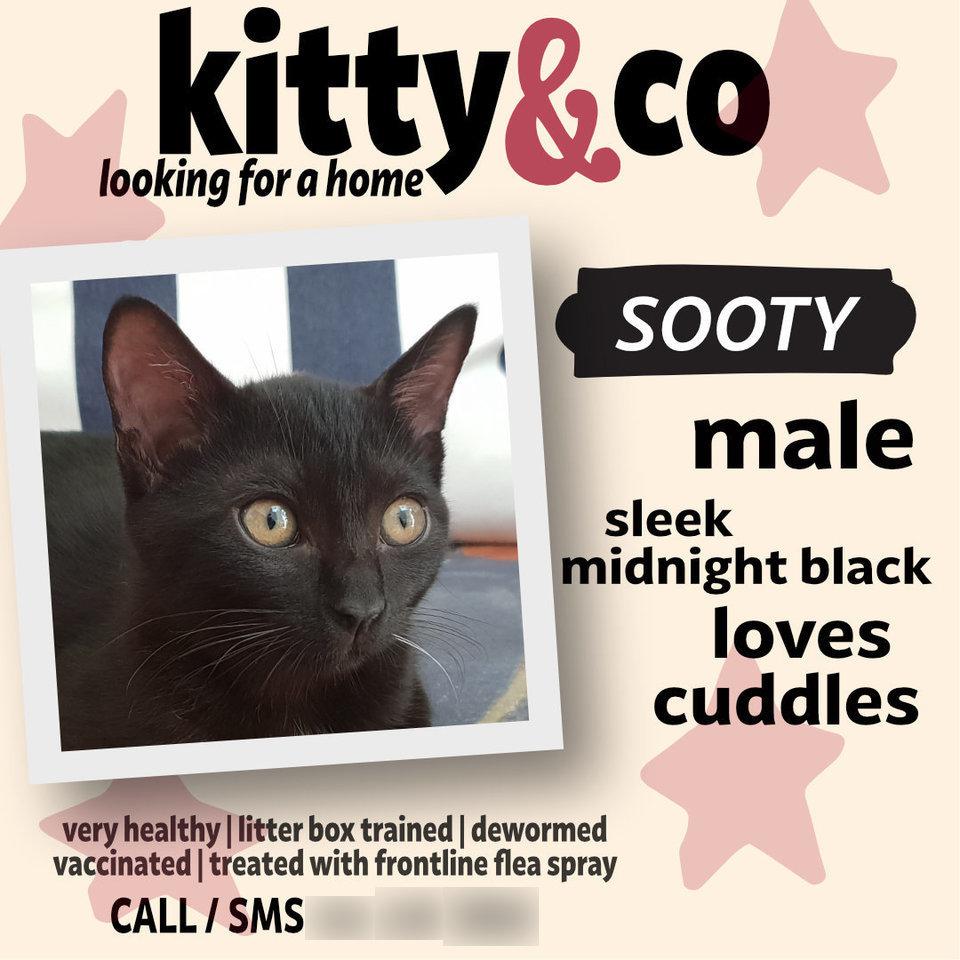 kitty&co
looking for a home
SOOTY
male
sleek
midnight black
loves
cuddles
very healthy | litter box trained | dewormed
vaccinated | treated with frontline flea spray
CALL / SMS